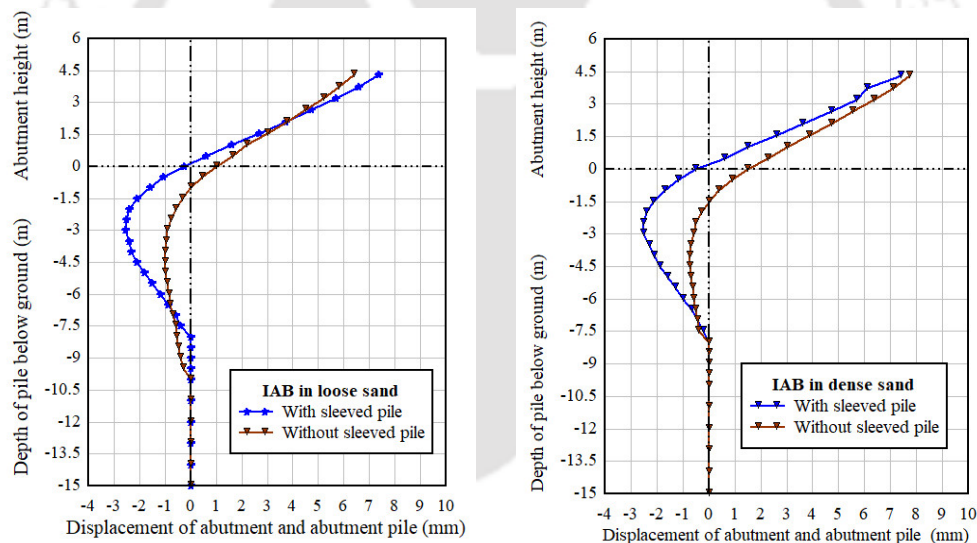 Abutment height (m)
Depth of pile below ground (m)
6
4.5
3
1.5
0
-1.5
-3
-4.5
-6
-7.5
-9
-10.5
-12
-13.5
-15
IAB in loose sand
With sleeved pile
Without sleeved pile
-4 -3 -2 -1 0 1 2 3 4 5 6 7 8 9 10
Displacement of abutment and abutment pile (mm)
Abutment height (m)
Depth of pile below ground (m)
6
4.5
3
1.5
0
-1.5
-3
-4.5
-6
-7.5
-9
-10.5
-12
-13.5
-15
IAB in dense sand
With sleeved pile
Without sleeved pile
-4 -3 -2 -1 0 1 2 3 4 5 6 7 8 9 10
Displacement of abutment and abutment pile (mm)